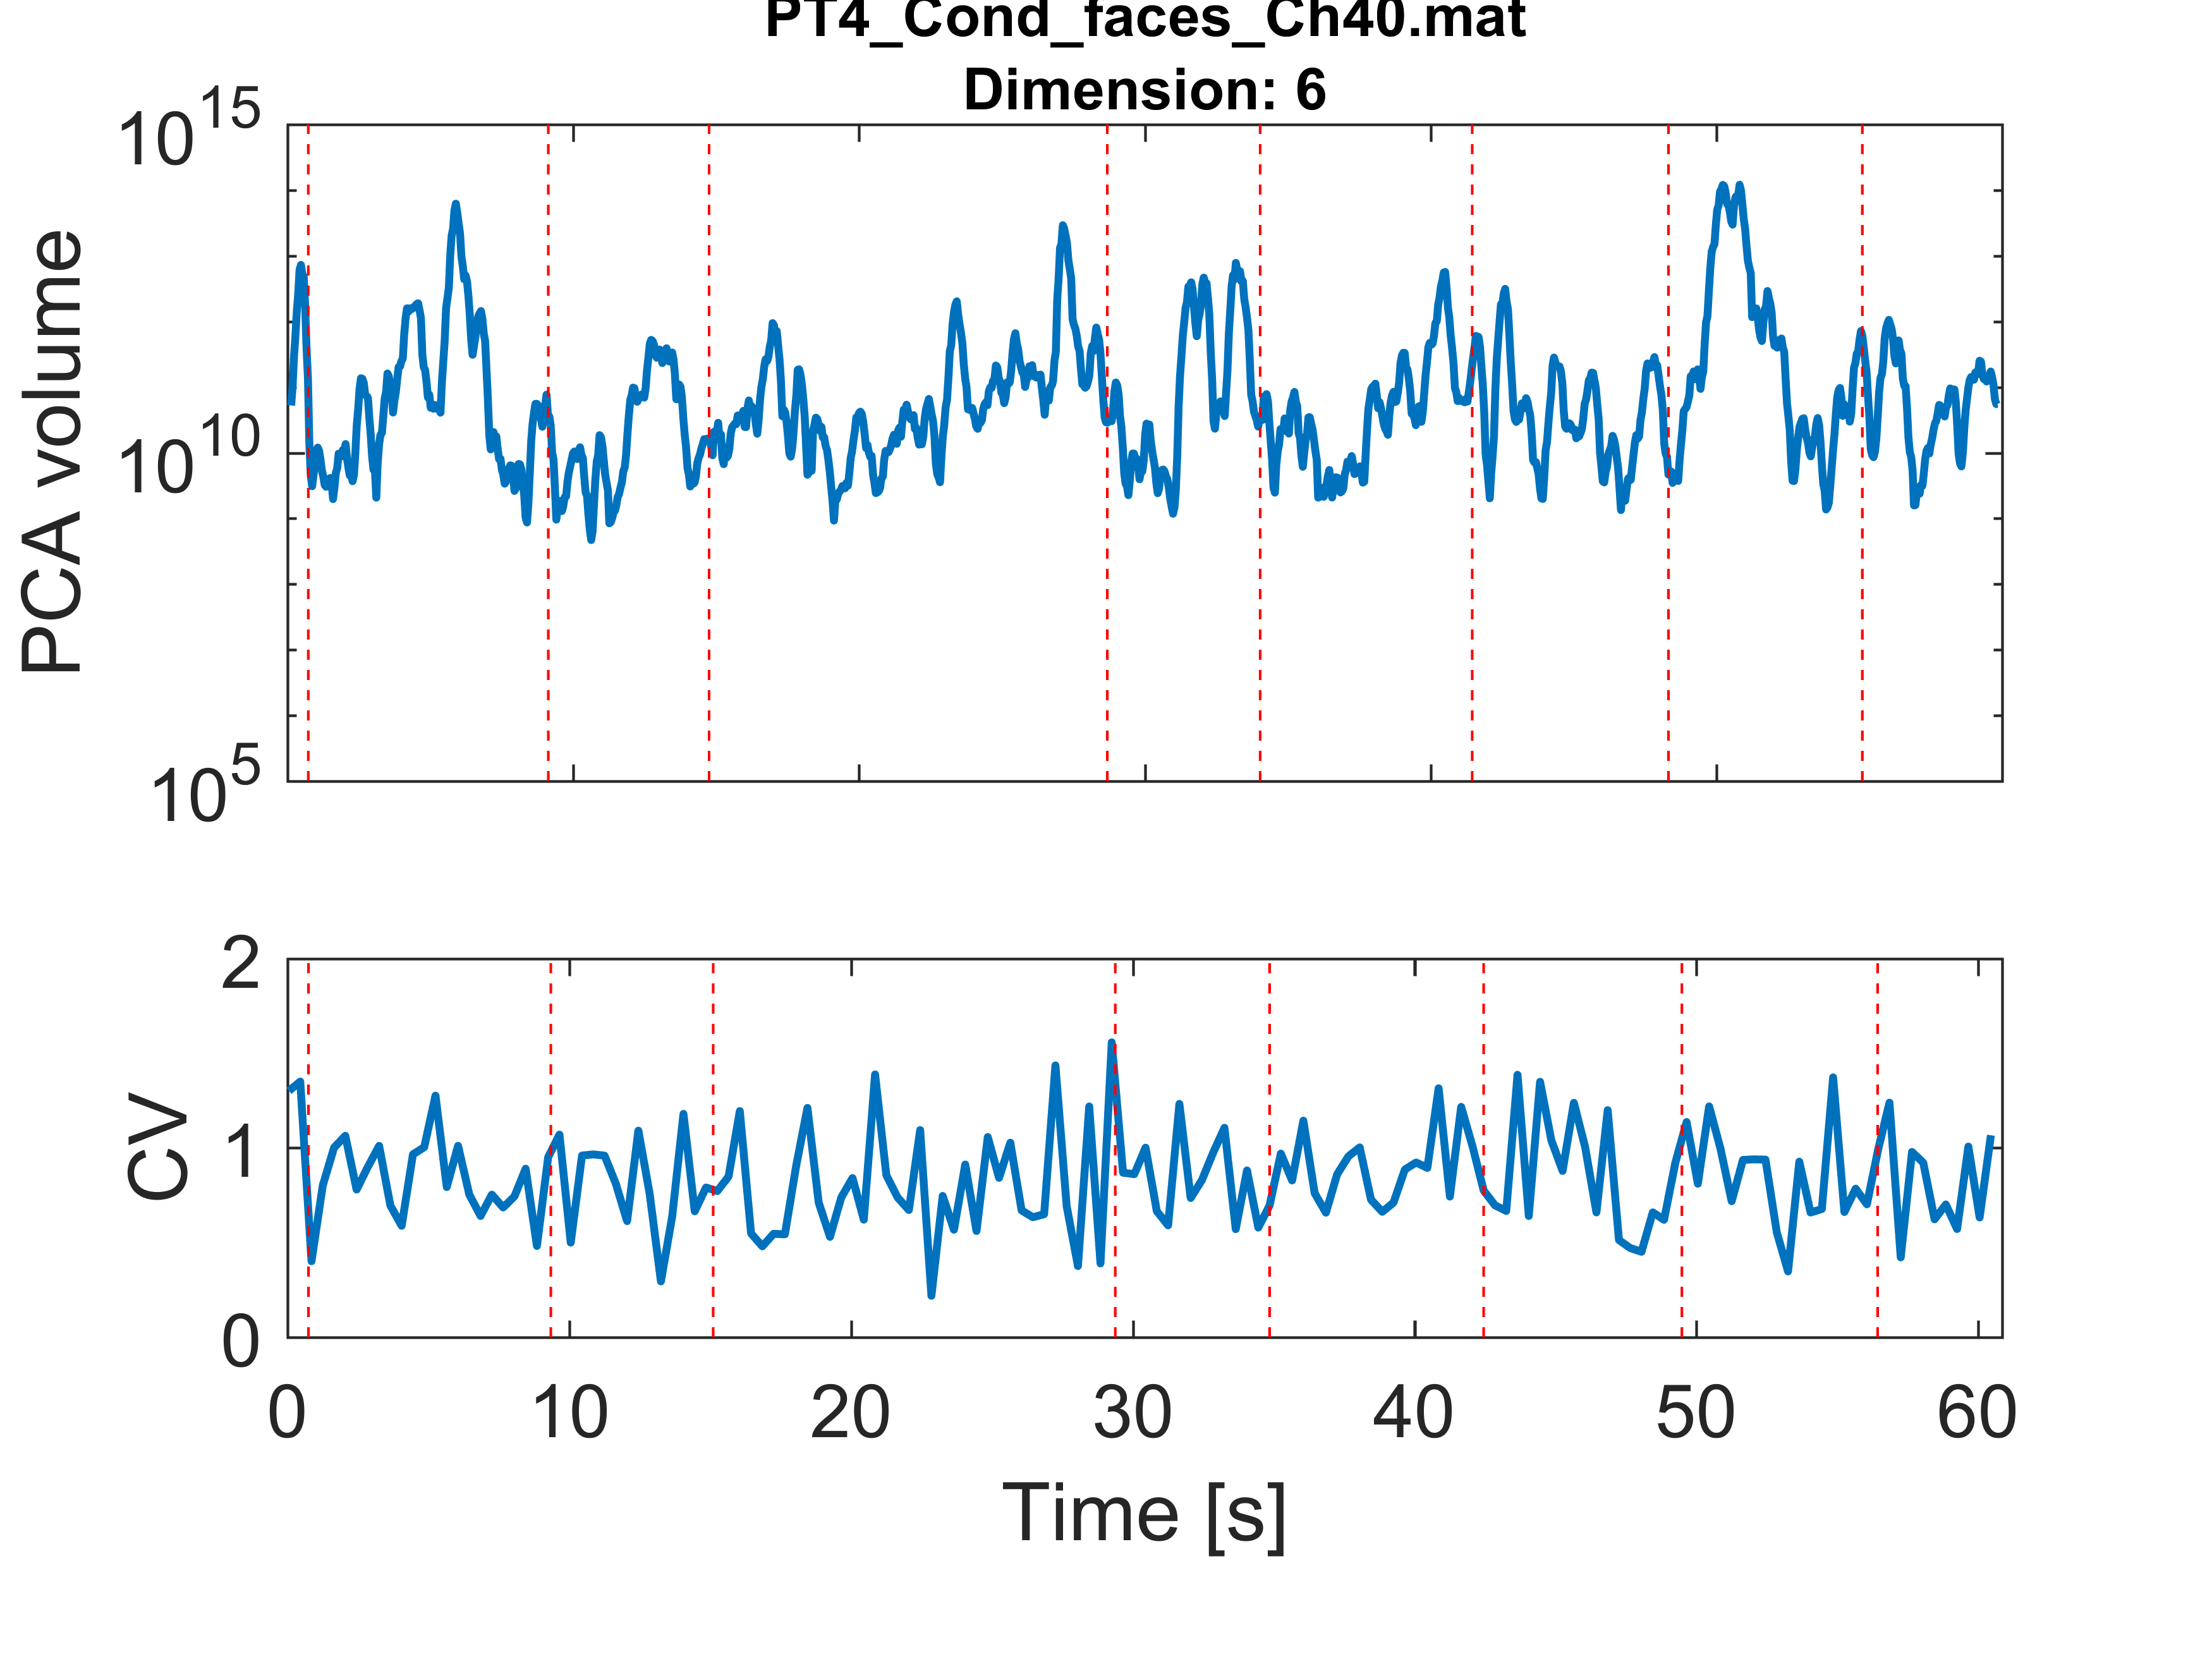 PT4_Cond_faces_Ch40.mat
Dimension: 6
10^15
10^10
10^5
PCA volume
2
1
0
CV
0 10 20 30 40 50 60
Time [s]